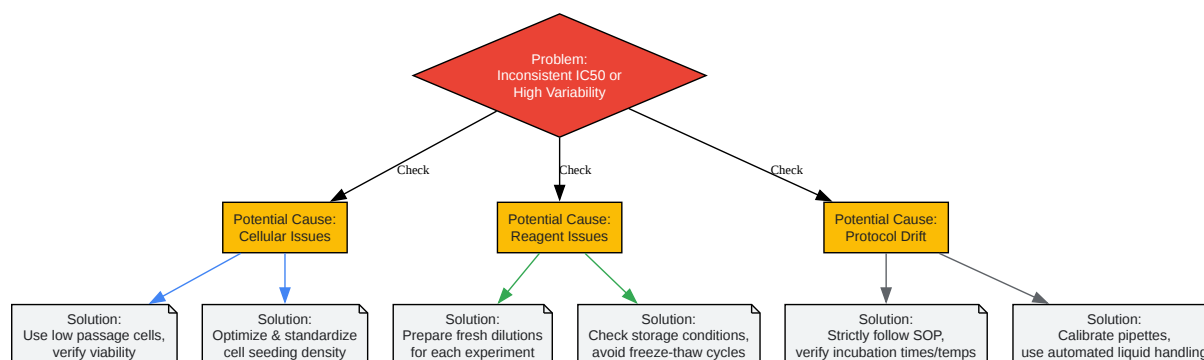 Problem:
Inconsistent IC50 or
High Variability
Check
Check
Check
Potential Cause:
Cellular Issues
Potential Cause:
Reagent Issues
Potential Cause:
Protocol Drift
Solution:
Use low passage cells,
verify viability
Solution:
Optimize & standardize
cell seeding density
Solution:
Prepare fresh dilutions
for each experiment
Solution:
Check storage conditions,
avoid freeze-thaw cycles
Solution:
Strictly follow SOP,
verify incubation times/temps
Solution:
Calibrate pipettes,
use automated liquid handlin